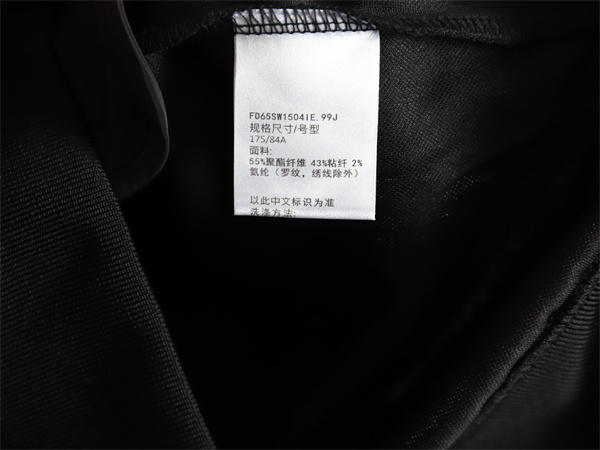 FD65SW1504IE.99J
规格尺寸/号型
175/84A
面料:
55%聚酯纤维 43%粘纤 2%
氨纶（罗纹，绣线除外）
以此中文标识为准
洗涤方法: